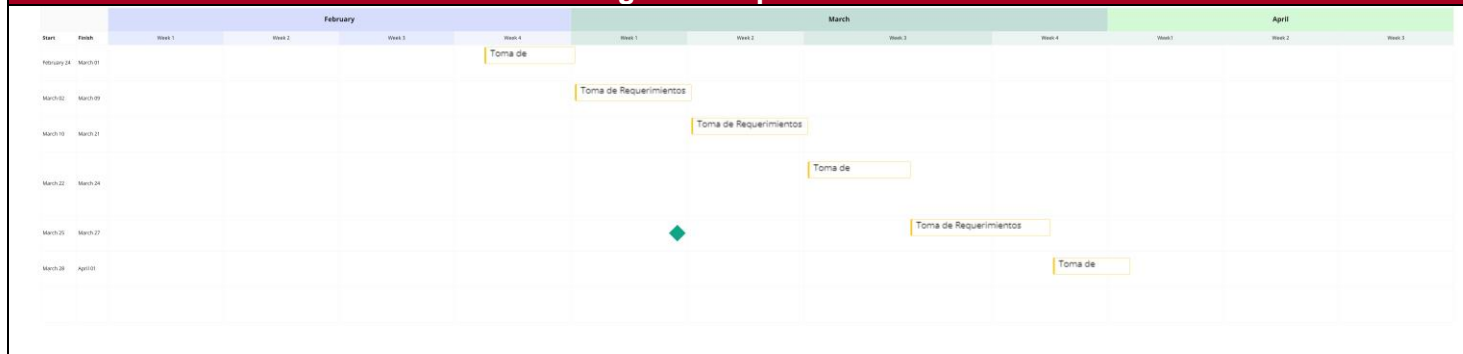 February March April
Start Finish Week 1 Week 2 Week 3 Week 4 Week 1 Week 2 Week 3 Week 4 Week1 Week 2 Week 3
February 24 March 01 Toma de
March 02 March 09 Toma de Requerimientos
March 10 March 21 Toma de Requerimientos
March 22 March 24 Toma de
March 25 March 27 Toma de Requerimientos
March 28 April 01 Toma de